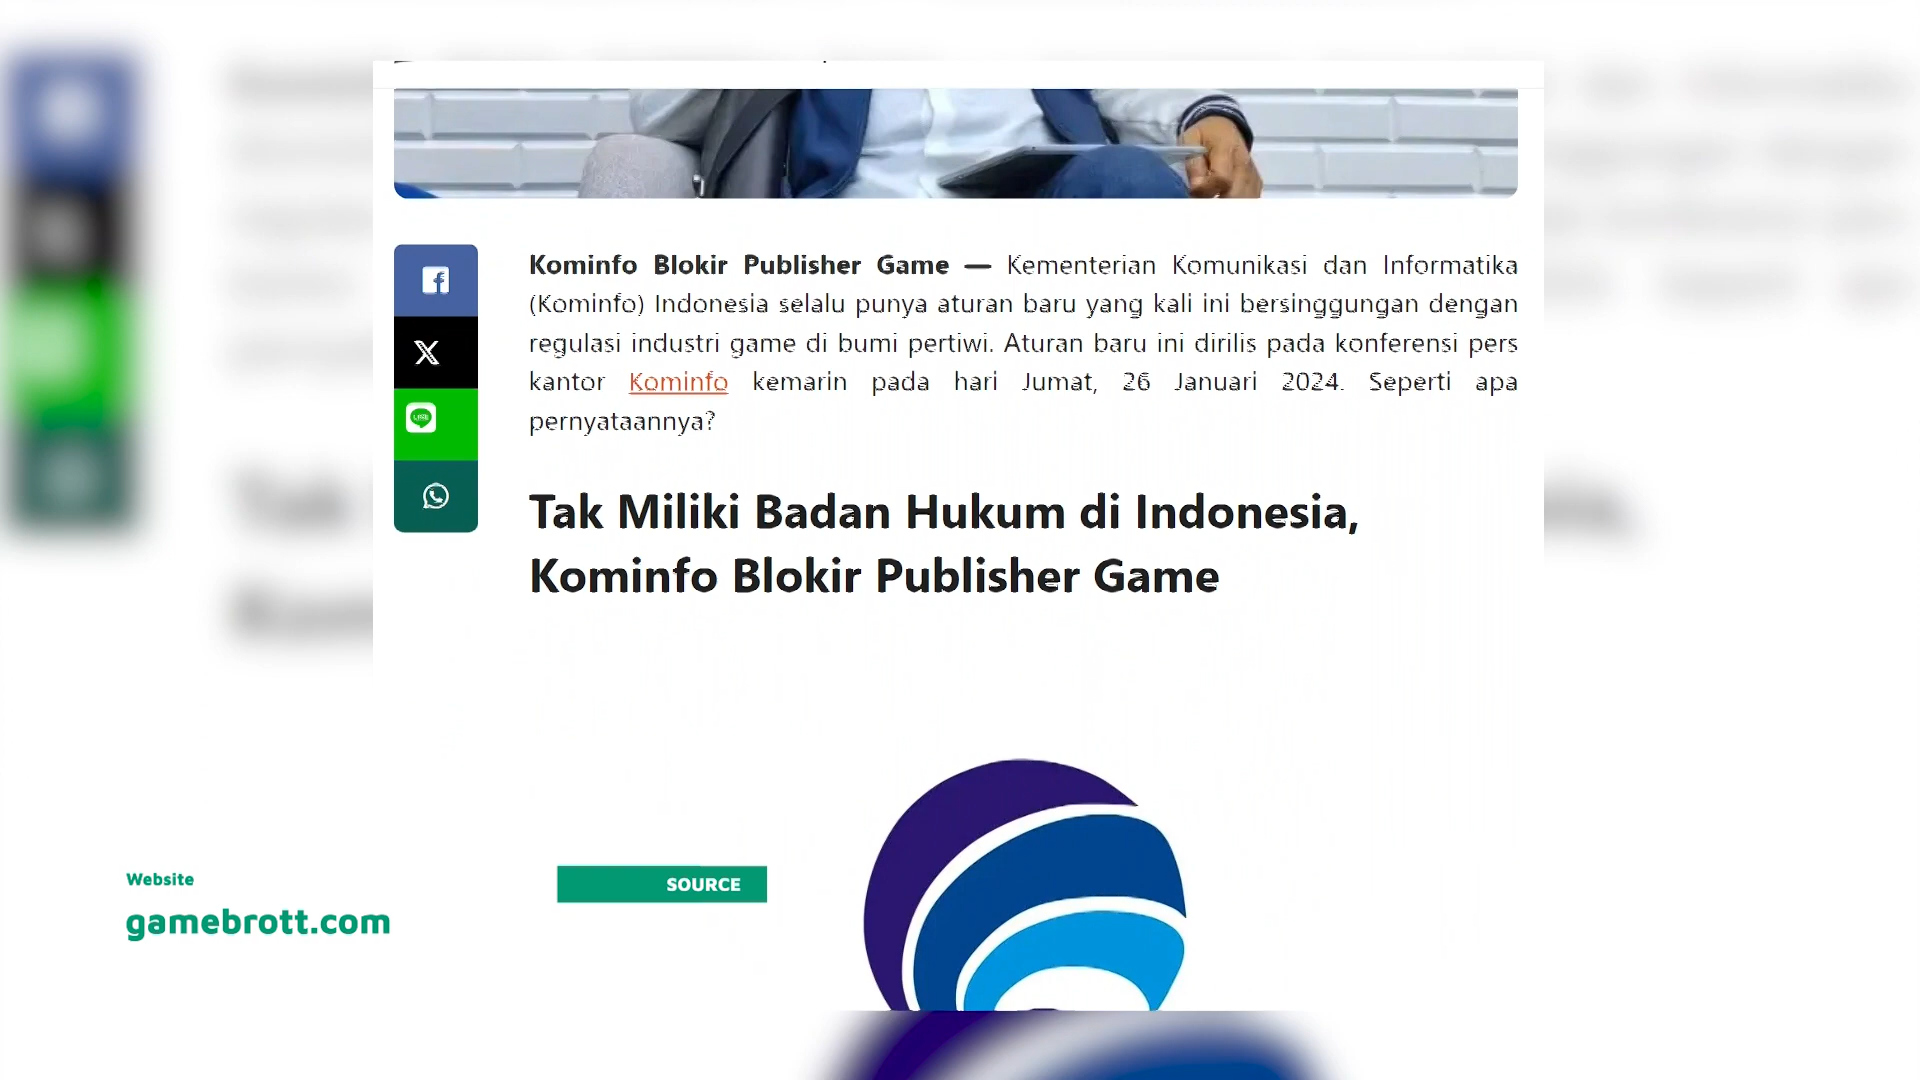 Kominfo Blokir Publisher Game — Kementerian Komunikasi dan Informatika
(Kominfo) Indonesia selalu punya aturan baru yang kali ini bersinggungan dengan
regulasi industri game di bumi pertiwi. Aturan baru ini dirilis pada konferensi pers
kantor Kominfo kemarin pada hari Jumat, 26 Januari 2024. Seperti apa
pernyataannya?
Tak Miliki Badan Hukum di Indonesia,
Kominfo Blokir Publisher Game
SOURCE
Website
gamebrott.com